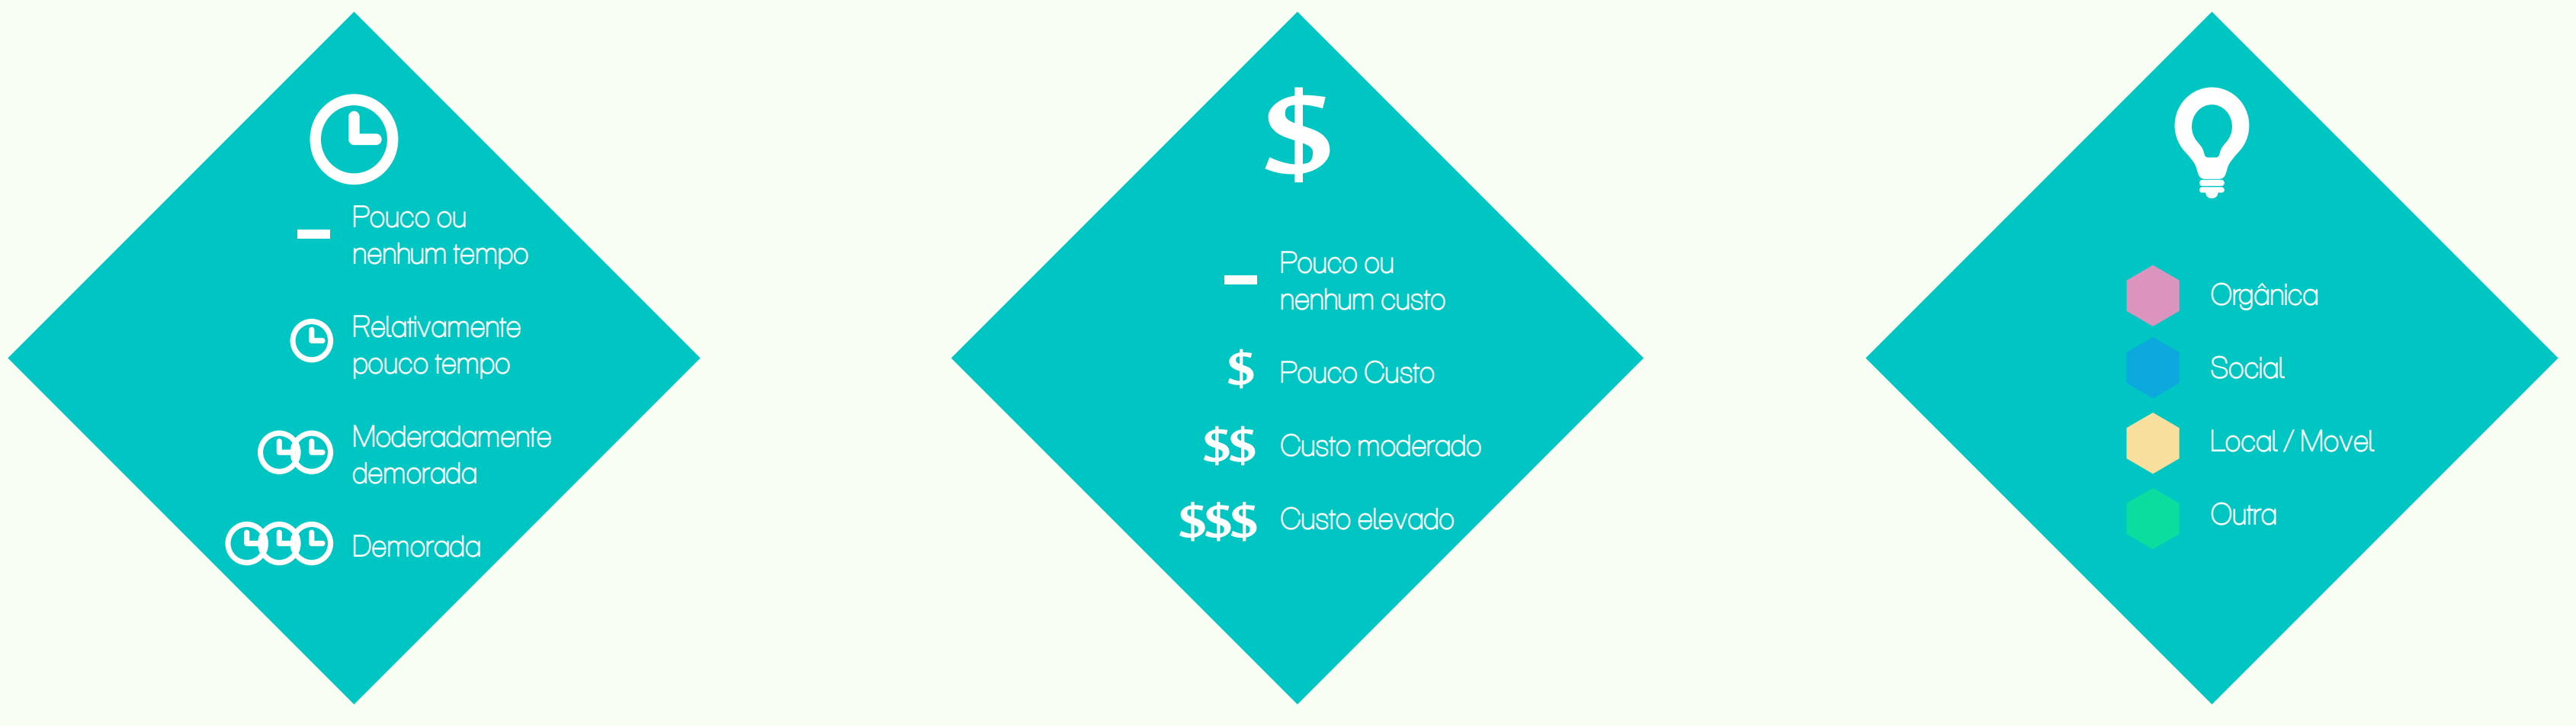 Pouco ou
nenhum tempo
Relativamente
pouco tempo
Moderadamente
demorada
Demorada
$
Pouco ou
nenhum custo
$ Pouco Custo
$$ Custo moderado
$$$ Custo elevado
Orgânica
Social
Local / Movel
Outra